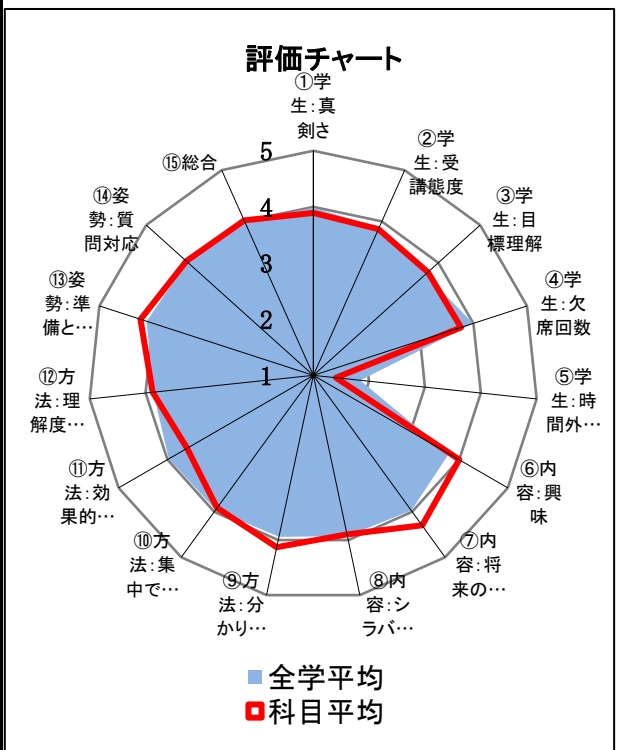 評価チャート
①学
生:真
剣さ
②学
生:受
講態度
③学
生:目
標理解
④学
生:欠
席回数
⑤学
生:時
間外…
⑥内
容:興
味
⑦内
容:将
来の…
⑧内
容:シ
ラバ…
⑨方
法:分
かり…
⑩方
法:集
中で…
⑪方
法:効
果的…
⑫方
法:理
解度…
⑬姿
勢:準
備と…
⑭姿
勢:質
問対応
⑮総合
5
4
3
2
1
全学平均
科目平均